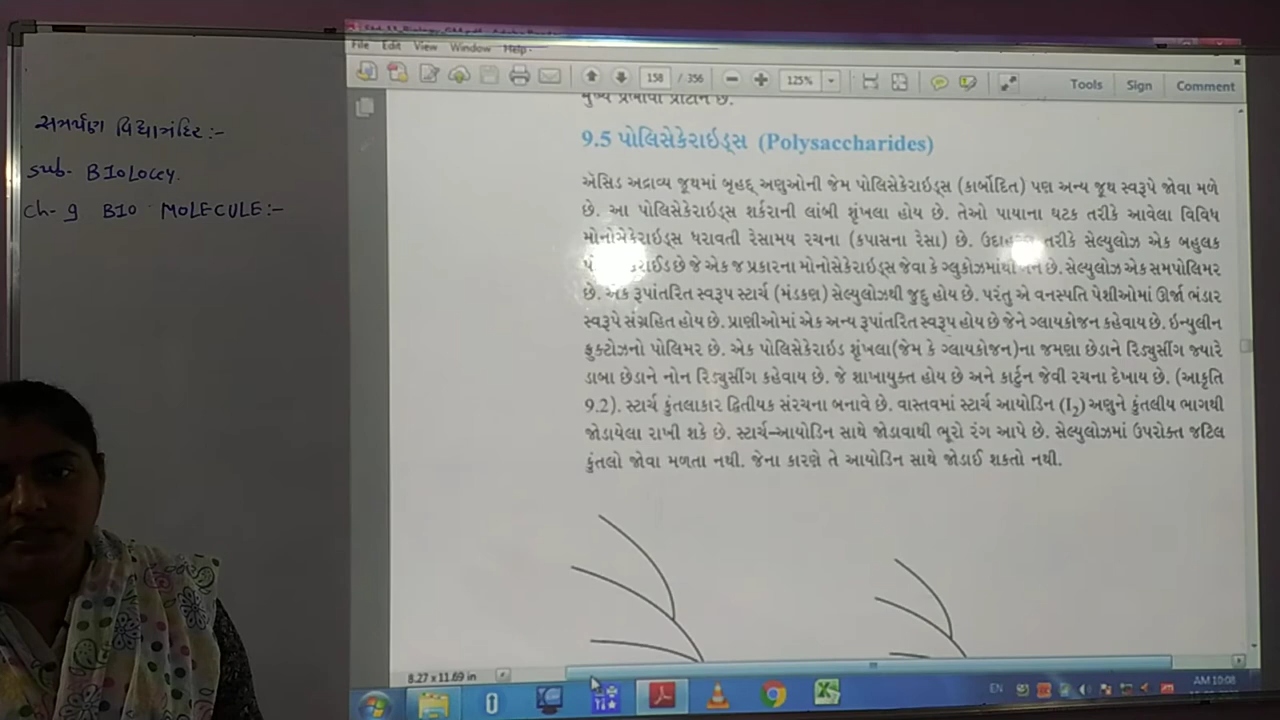 સમર્પણ વિદ્યામંદિર:-
Sub- BIOLOGY.
Ch- 9 BIO MOLECULE:-
File Edit View Window Help
158 / 356
125%
Tools Sign Comment
મુખ્ય પ્રભાવી પ્રોટીન છે.
9.5 પોલિસેકેરાઇડ્સ (Polysaccharides)
ઍસિડ અદ્રાવ્ય જૂથમાં બૃહદ્ અણુઓની જેમ પોલિસેકેરાઇડ્સ (કાર્બોદિત) પણ અન્ય જૂથ સ્વરૂપે જોવા મળે
છે. આ પોલિસેકેરાઇડ્સ શર્કરાની લાંબી શૃંખલા હોય છે. તેઓ પાયાના ઘટક તરીકે આવેલા વિવિધ
મોનોસેકેરાઇડ્સ ધરાવતી રેસામય રચના (કપાસના રેસા) છે. તરીકે સેલ્યુલોઝ એક બહુલક
છે જે એક જ પ્રકારના મોનોસેકેરાઇડ્સ જેવા કે ગ્લુકોઝમાંથી છે. સેલ્યુલોઝ એક સમપોલિમર
છે. એક રૂપાંતરિત સ્વરૂપ સ્ટાર્ચ (મંડકણ) સેલ્યુલોઝથી જુદુ હોય છે. પરંતુ એ વનસ્પતિ પેશીઓમાં ઊર્જા ભંડાર
સ્વરૂપે સંગ્રહિત હોય છે. પ્રાણીઓમાં એક અન્ય રૂપાંતરિત સ્વરૂપ હોય છે જેને ગ્લાયકોજન કહેવાય છે. ઇન્યુલીન
ફ્રુક્ટોઝનો પોલિમર છે. એક પોલિસેકેરાઇડ શૃંખલા(જેમ કે ગ્લાયકોજન)ના જમણા છેડાને રિડ્યુર્સીંગ જ્યારે
ડાબા છેડાને નોન રિડ્યુર્સીંગ કહેવાય છે. જે શાખાયુક્ત હોય છે અને કાર્ટુન જેવી રચના દેખાય છે. (આકૃતિ
9.2). સ્ટાર્ચ કુંતલાકાર દ્વિતીયક સંરચના બનાવે છે. વાસ્તવમાં સ્ટાર્ચ આયોડિન (I₂) અણુને કુંતલીય ભાગથી
જોડાયેલા રાખી શકે છે. સ્ટાર્ચ–આયોડિન સાથે જોડાવાથી ભૂરો રંગ આપે છે. સેલ્યુલોઝમાં ઉપરોક્ત જટિલ
કુંતલો જોવા મળતા નથી. જેના કારણે તે આયોડિન સાથે જોડાઈ શકતો નથી.
8.27 x 11.69 in
EN
AM 10:08